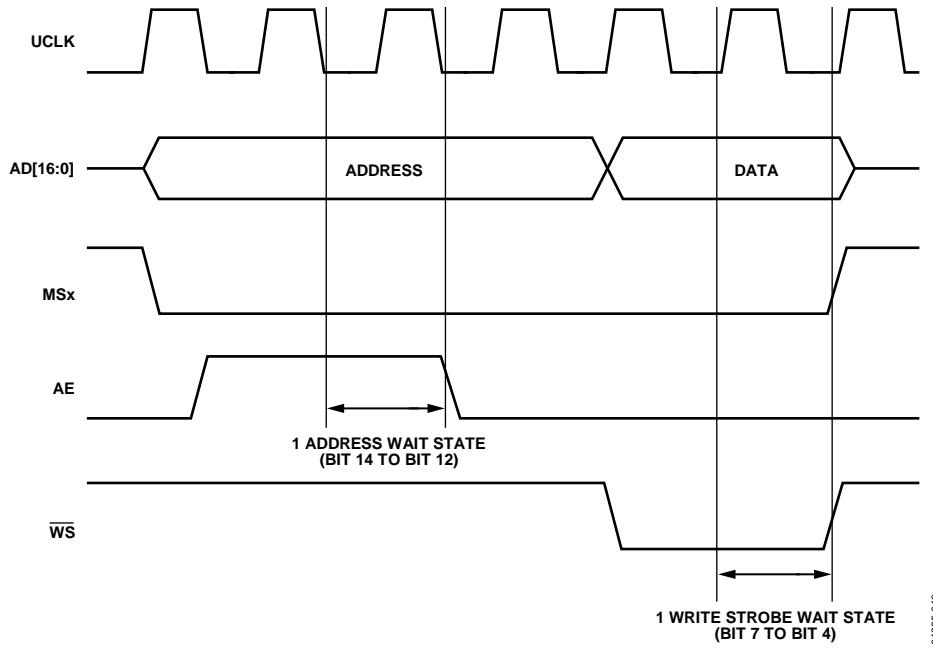 UCLK
AD[16:0]
ADDRESS
DATA
MSx
AE
1 ADDRESS WAIT STATE
(BIT 14 TO BIT 12)
WS
1 WRITE STROBE WAIT STATE
(BIT 7 TO BIT 4)